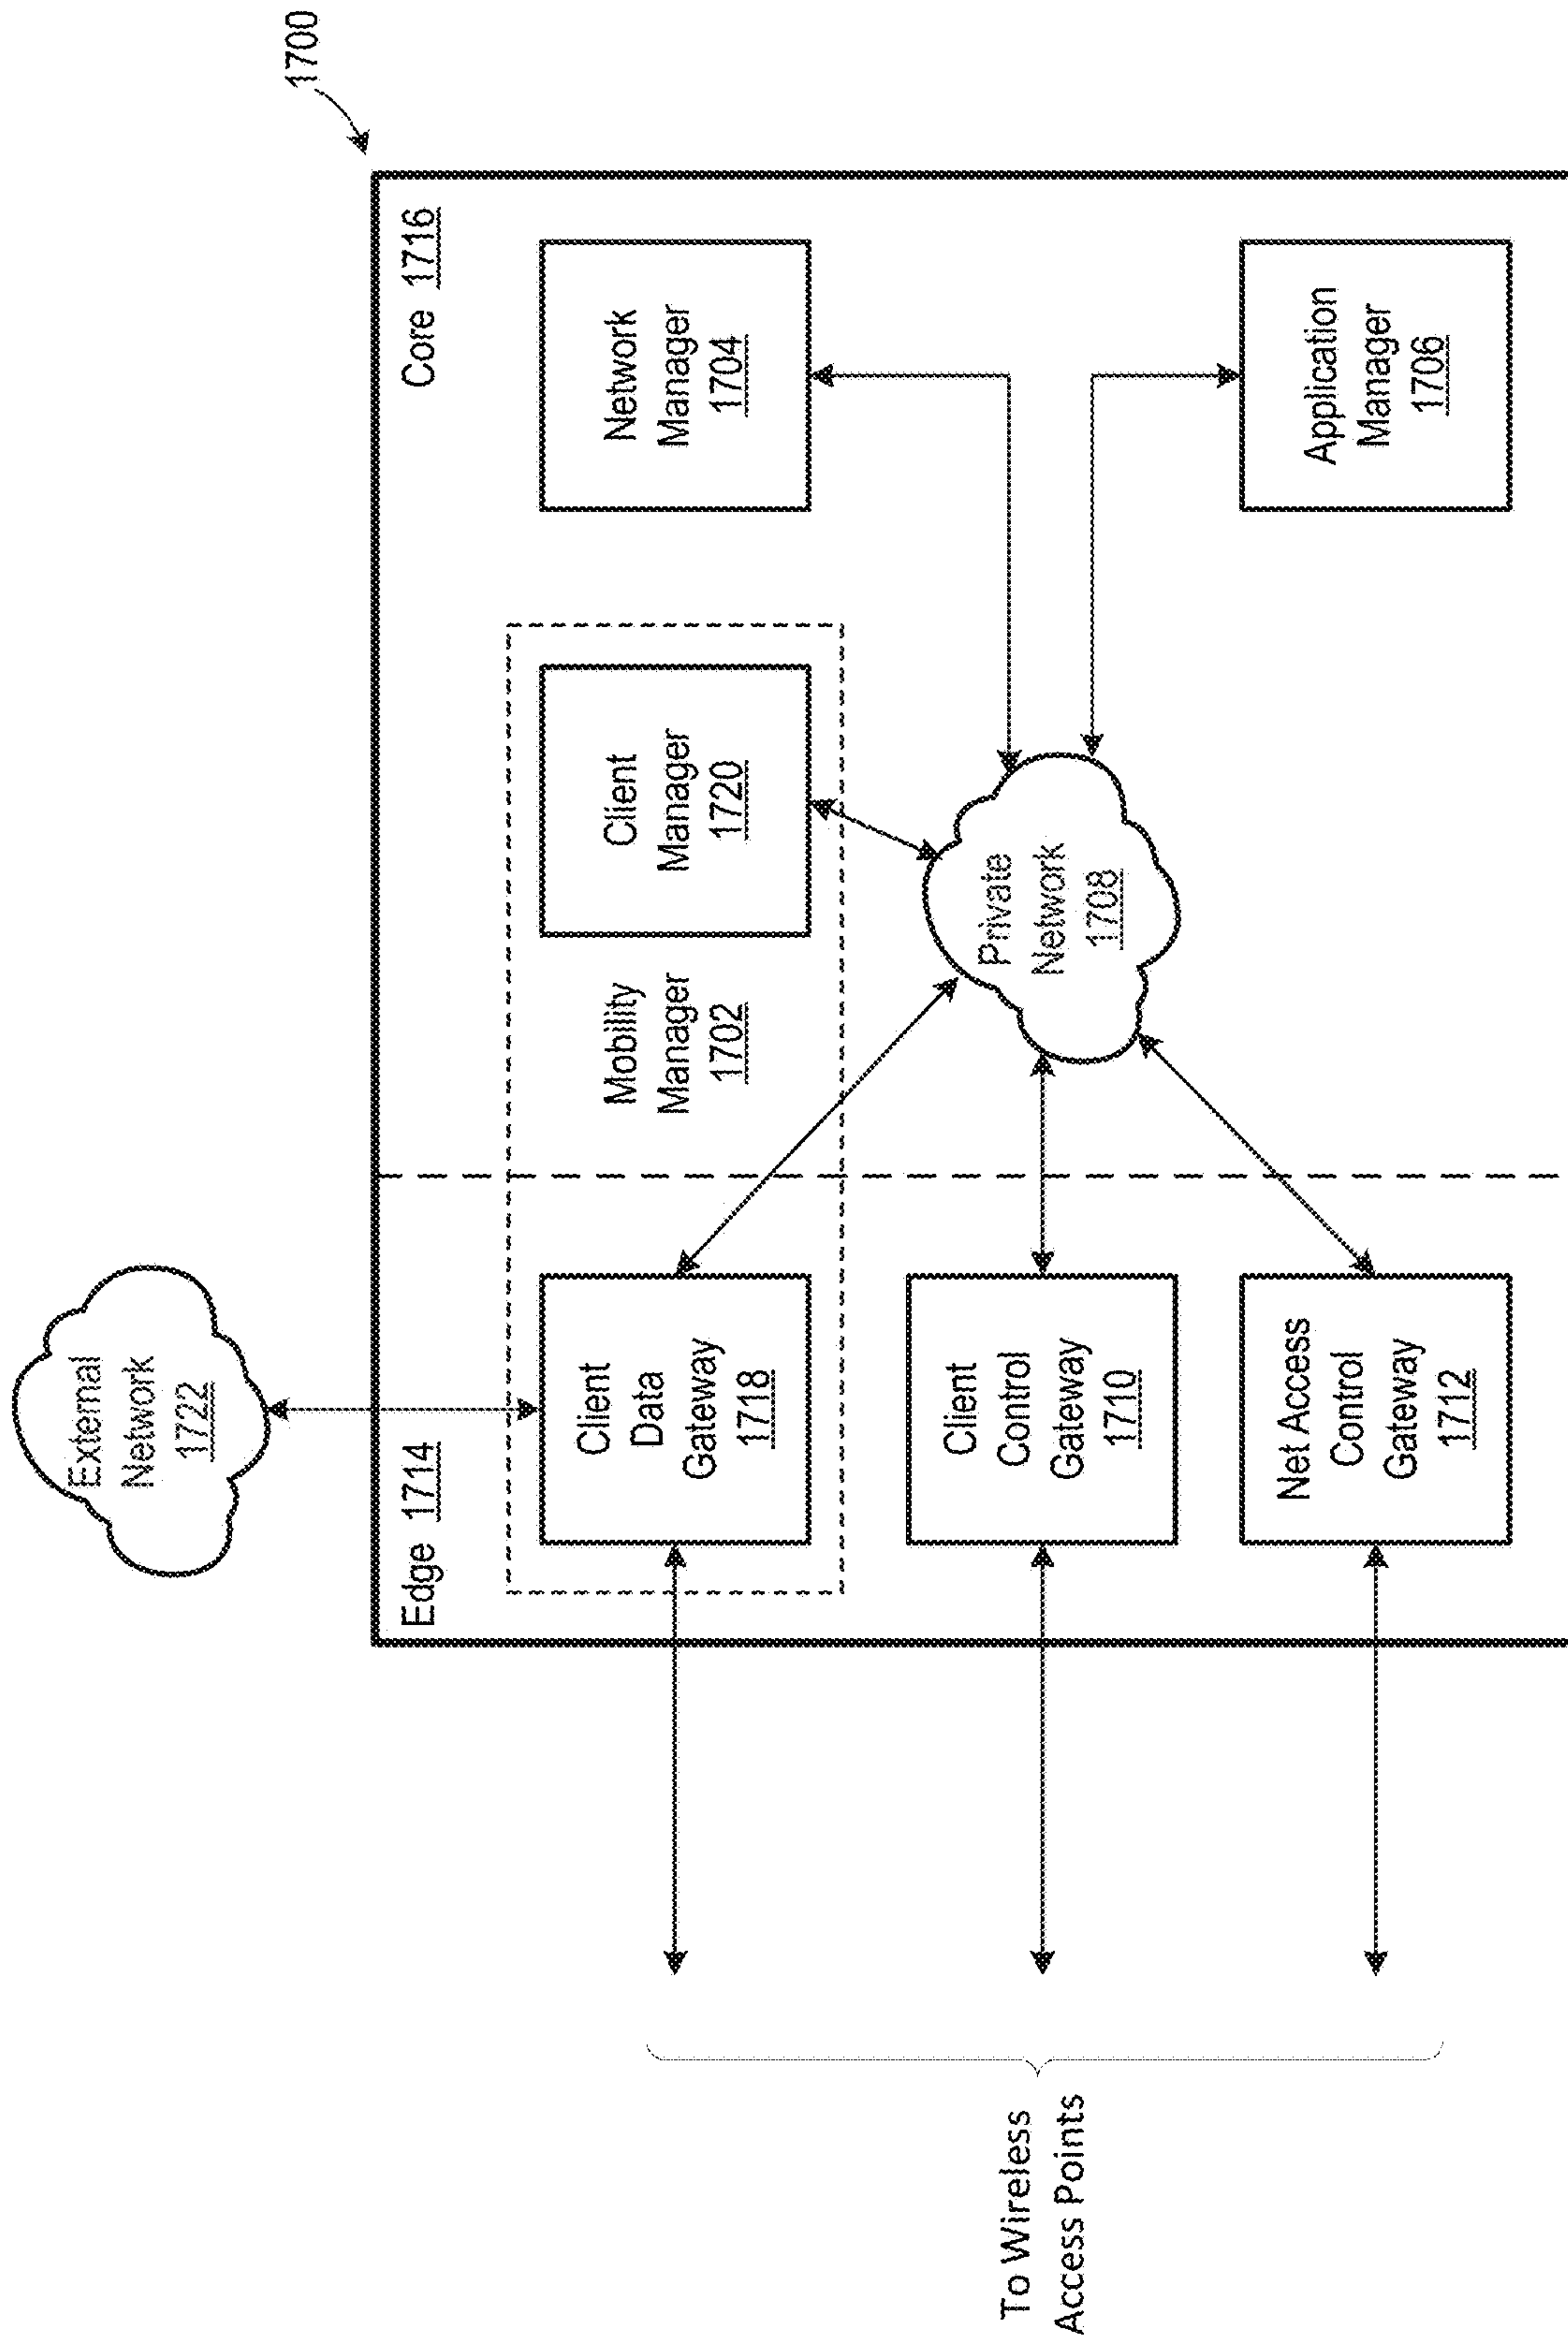 1700
External
Network
1722
Edge 1714
Core 1716
Client
Data
Gateway
1718
Mobility
Manager
1702
Client
Manager
1720
Network
Manager
1704
Client
Control
Gateway
1710
Private
Network
1708
Net Access
Control
Gateway
1712
Application
Manager
1706
To Wireless
Access Points